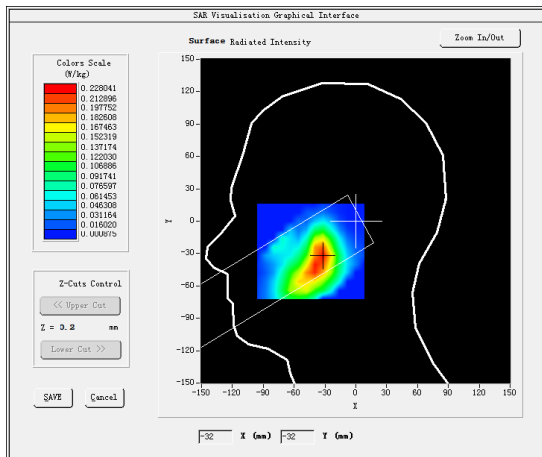 SAR Visualisation Graphical Interface
Surface Radiated Intensity
Zoom In/Out
Colors Scale
(W/kg)
0.228041
0.212896
0.197752
0.182608
0.167463
0.152319
0.137174
0.122030
0.106886
0.091741
0.076597
0.061453
0.046308
0.031164
0.016020
0.000875
Z-Cuts Control
<< Upper Cut
Z = 3.2 mm
Lower Cut >>
SAVE
Cancel
150
120
90
60
30
0
-30
-60
-90
-120
-150
Y
-150 -120 -90 -60 -30 0 30 60 90 120 150
X
-32 X (mm) -32 Y (mm)